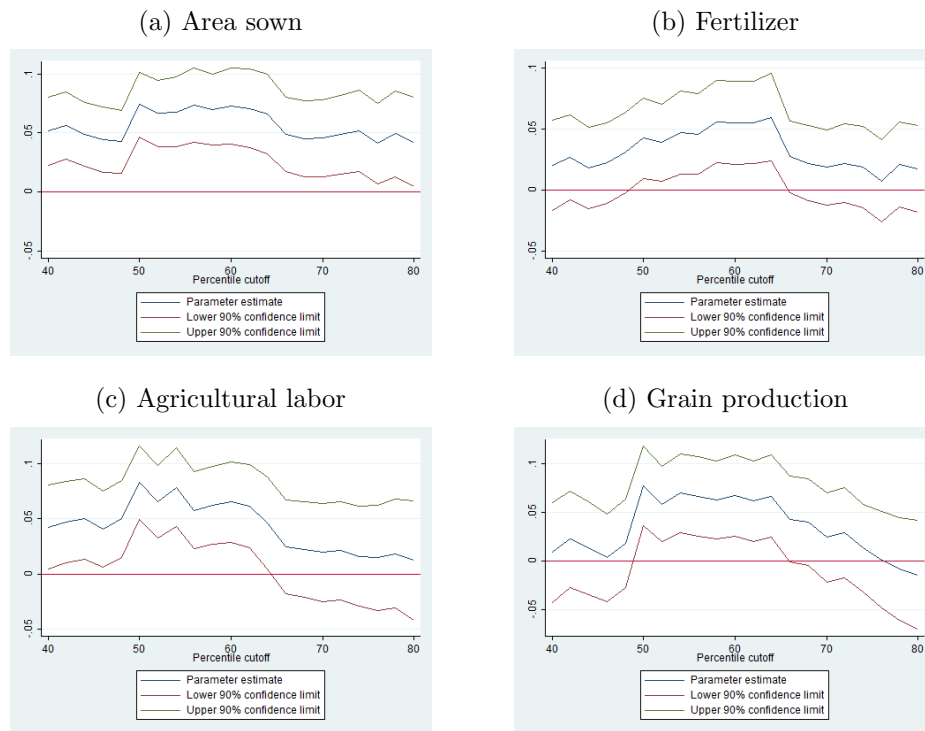 (a) Area sown
.1
.05
0
-.05
40 50 60 70 80
Percentile cutoff
Parameter estimate
Lower 90% confidence limit
Upper 90% confidence limit
(b) Fertilizer
.1
.05
0
-.05
40 50 60 70 80
Percentile cutoff
Parameter estimate
Lower 90% confidence limit
Upper 90% confidence limit
(c) Agricultural labor
.1
.05
0
-.05
40 50 60 70 80
Percentile cutoff
Parameter estimate
Lower 90% confidence limit
Upper 90% confidence limit
(d) Grain production
.1
.05
0
-.05
40 50 60 70 80
Percentile cutoff
Parameter estimate
Lower 90% confidence limit
Upper 90% confidence limit